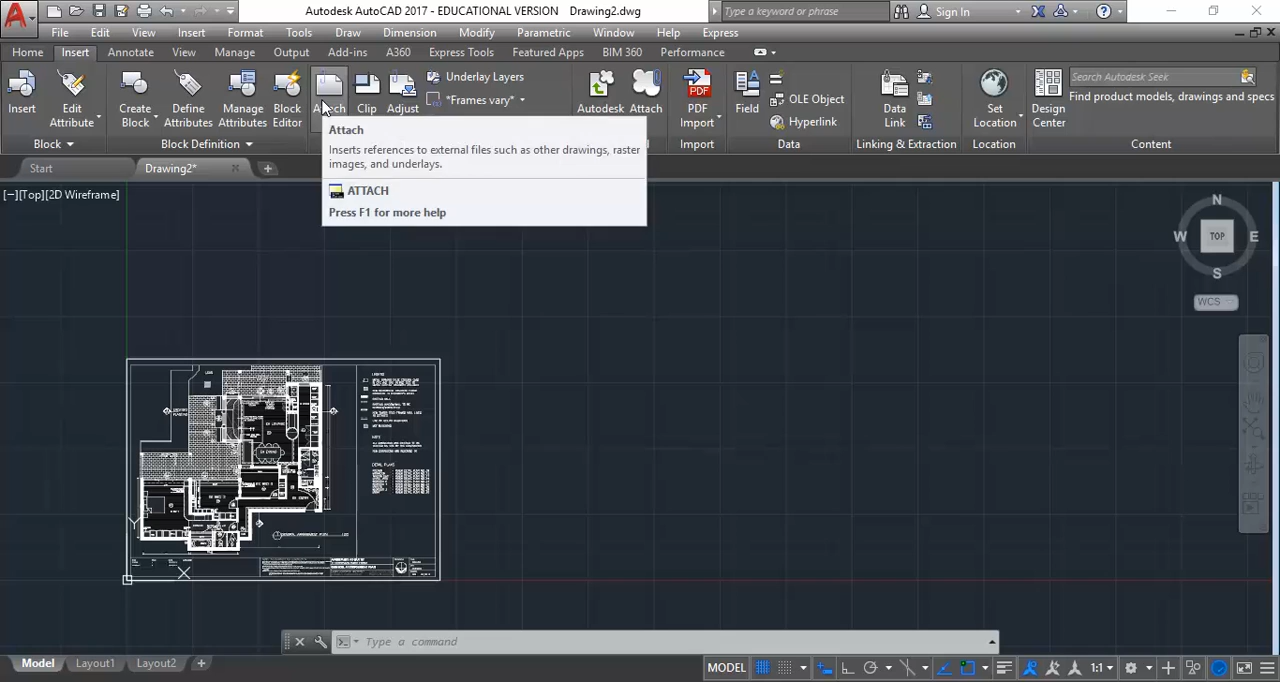 Autodesk AutoCAD 2017 - EDUCATIONAL VERSION Drawing2.dwg
Type a keyword or phrase
Sign In
File Edit View Insert Format Tools Draw Dimension Modify Parametric Window Help Express
Home Insert Annotate View Manage Output Add-ins A360 Express Tools Featured Apps BIM 360 Performance
Insert
Edit
Attribute
Create
Block
Define
Attributes
Manage
Attributes
Block
Editor
Clip
Adjust
Underlay Layers
*Frames vary*
Autodesk
Attach
PDF
PDF
Import
Field
OLE Object
Hyperlink
Data
Link
Set
Location
Design
Center
Search Autodesk Seek
Find product models, drawings and specs
Block
Block Definition
Import
Data
Linking & Extraction
Location
Content
Attach
Inserts references to external files such as other drawings, raster
images, and underlays.
ATTACH
Press F1 for more help
Start
Drawing2*
[−][Top][2D Wireframe]
N
W
TOP
E
S
WCS
Y
X
Type a command
Model Layout1 Layout2
MODEL
1:1